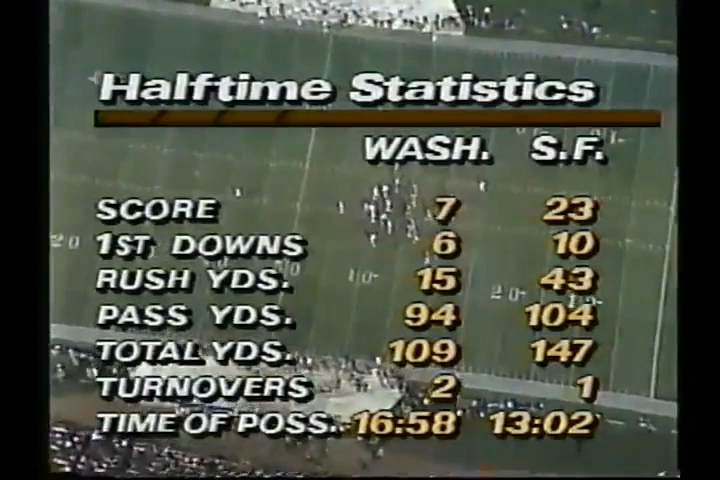 Halftime Statistics
WASH. S.F.
SCORE 7 23
1ST DOWNS 6 10
RUSH YDS. 15 43
PASS YDS. 94 104
TOTAL YDS. 109 147
TURNOVERS 2 1
TIME OF POSS. 16:58 13:02